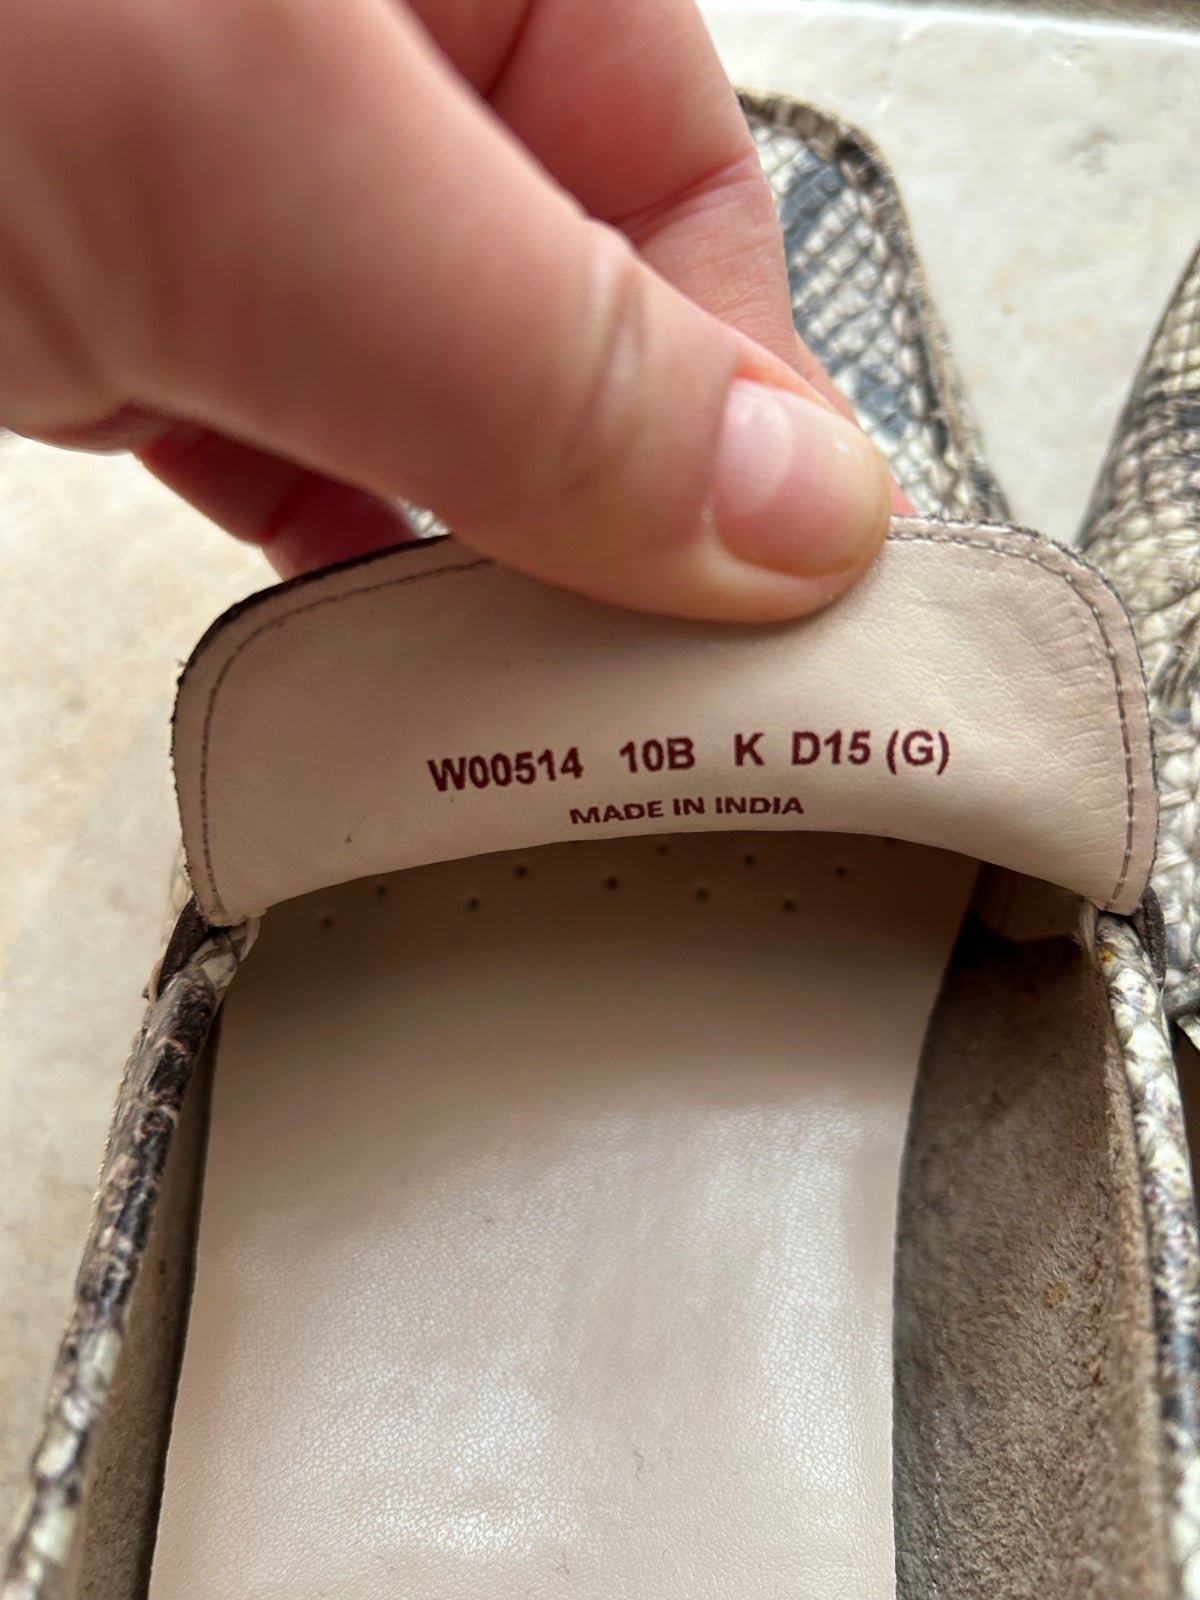 W00514 10B K D15 (G)
MADE IN INDIA